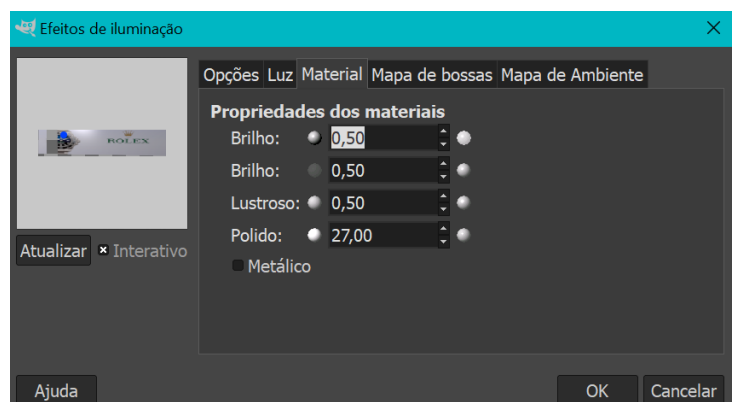 Efeitos de iluminação
ROLEX
Opções Luz Material Mapa de bossas Mapa de Ambiente
Propriedades dos materiais
Brilho: 0,50
Brilho: 0,50
Lustroso: 0,50
Polido: 27,00
Metálico
Atualizar Interativo
Ajuda OK Cancelar